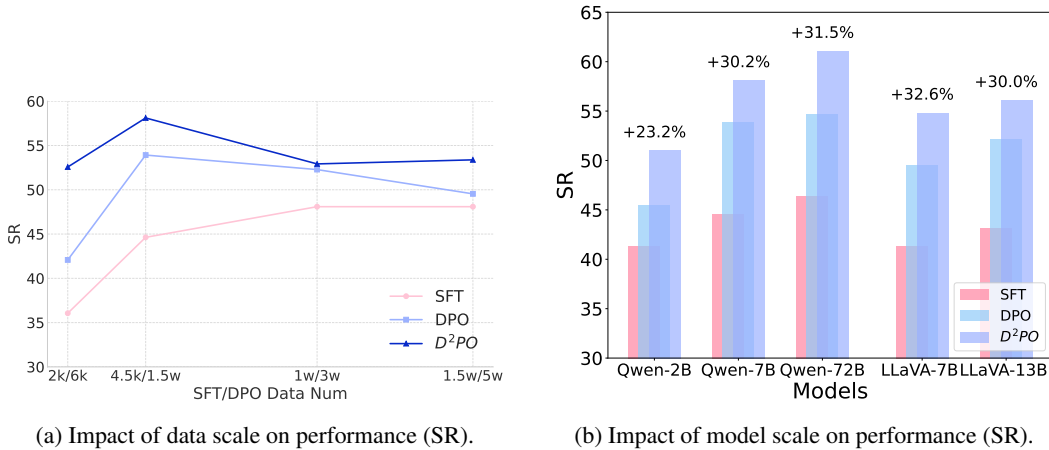 60
55
50
45
40
35
30
SR
2k/6k 4.5k/1.5w 1w/3w 1.5w/5w
SFT/DPO Data Num
SFT
DPO
D²PO
(a) Impact of data scale on performance (SR).
65
60
55
50
45
40
35
30
SR
+23.2%
+30.2%
+31.5%
+32.6%
+30.0%
SFT
DPO
D²PO
Qwen-2B Qwen-7B Qwen-72B LLaVA-7B LLaVA-13B
Models
(b) Impact of model scale on performance (SR).